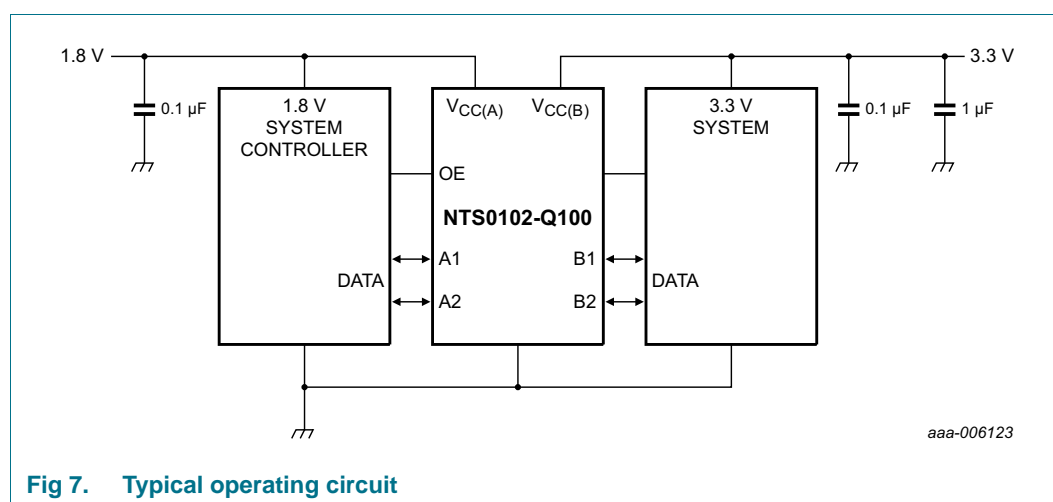 1.8 V
3.3 V
0.1 µF
1.8 V
SYSTEM
CONTROLLER
VCC(A)
VCC(B)
3.3 V
SYSTEM
0.1 µF
1 µF
OE
NTS0102-Q100
DATA
A1
A2
B1
B2
DATA
aaa-006123
Fig 7. Typical operating circuit